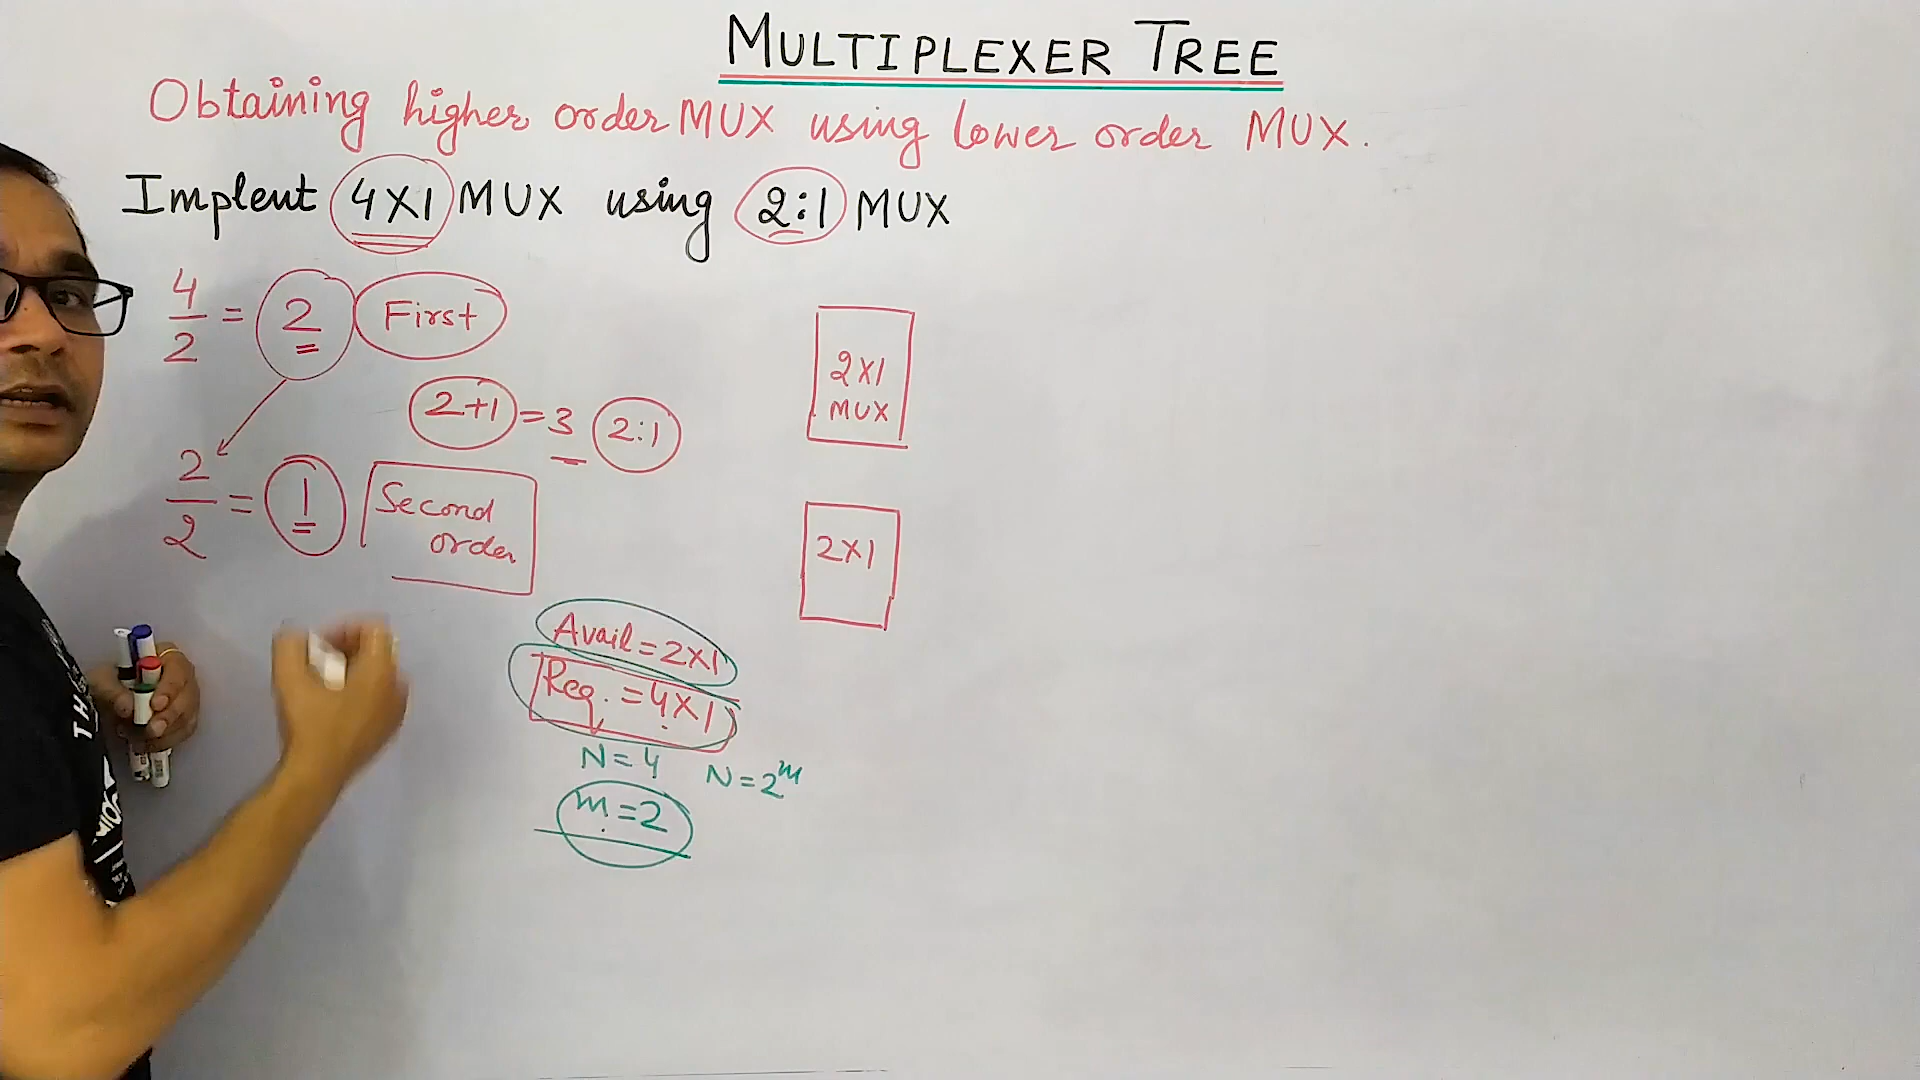 MULTIPLEXER TREE
Obtaining higher order MUX using lower order MUX.
Implent 4X1 MUX using 2:1 MUX
4/2 = 2 First
2+1 = 3 2:1
2/2 = 1 Second order
2X1
MUX
2X1
Avail = 2X1
Req. = 4X1
N = 4 N = 2^m
m = 2